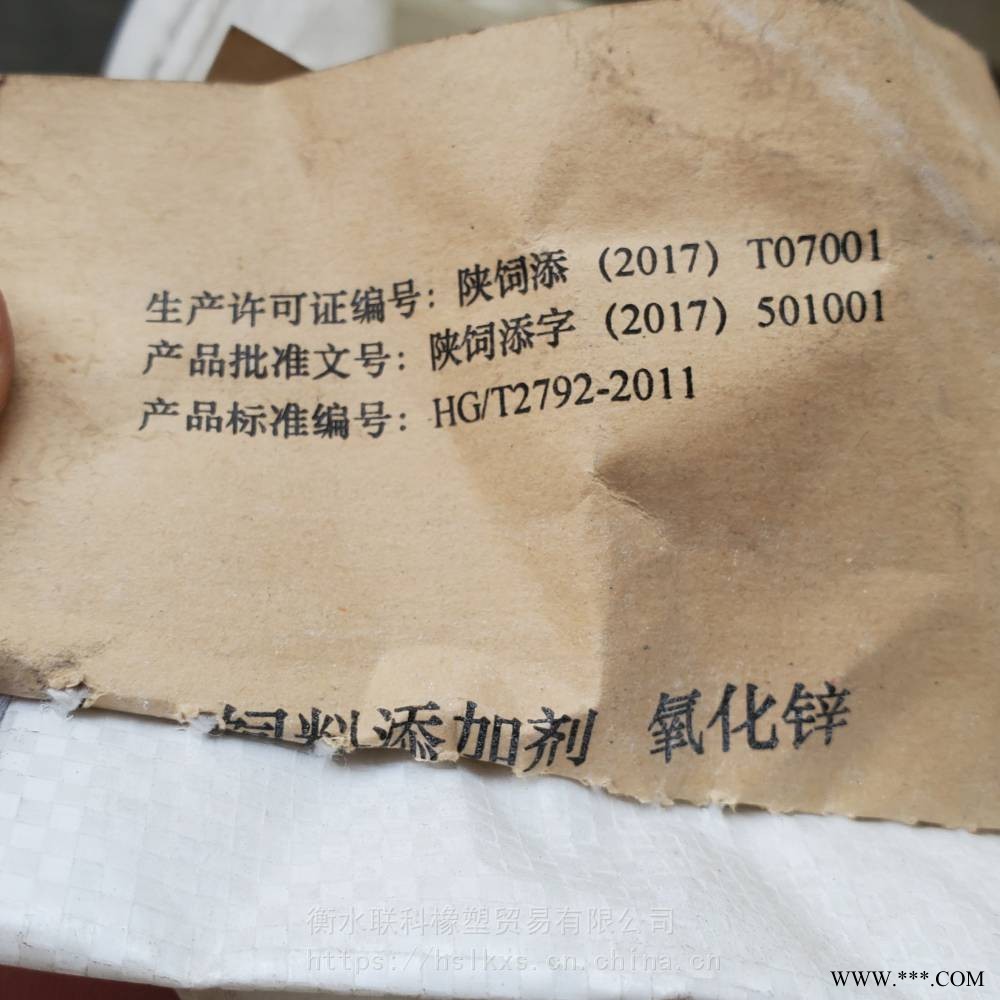 生产许可证编号：陕饲添（2017）T07001
产品批准文号：陕饲添字（2017）501001
产品标准编号：HG/T2792-2011
饲料添加剂 氧化锌
衡水联科橡塑贸易有限公司
https://hslkxs.cn.china.cn
WWW.***.COM